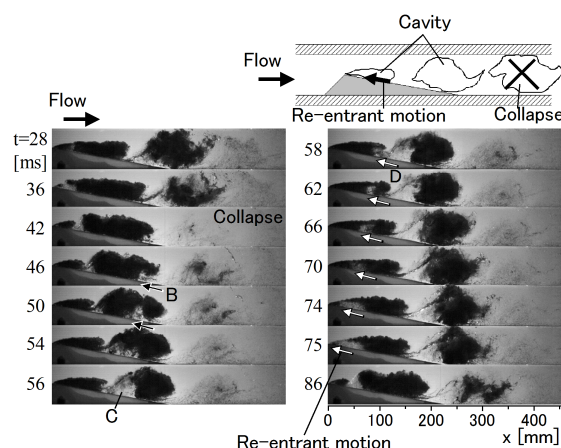 Cavity
Flow
Re-entrant motion
Collapse
Flow
t=28
[ms]
36
Collapse
42
46
B
50
54
56
C
58
D
62
66
70
74
75
86
0 100 200 300 400
x [mm]
Re-entrant motion